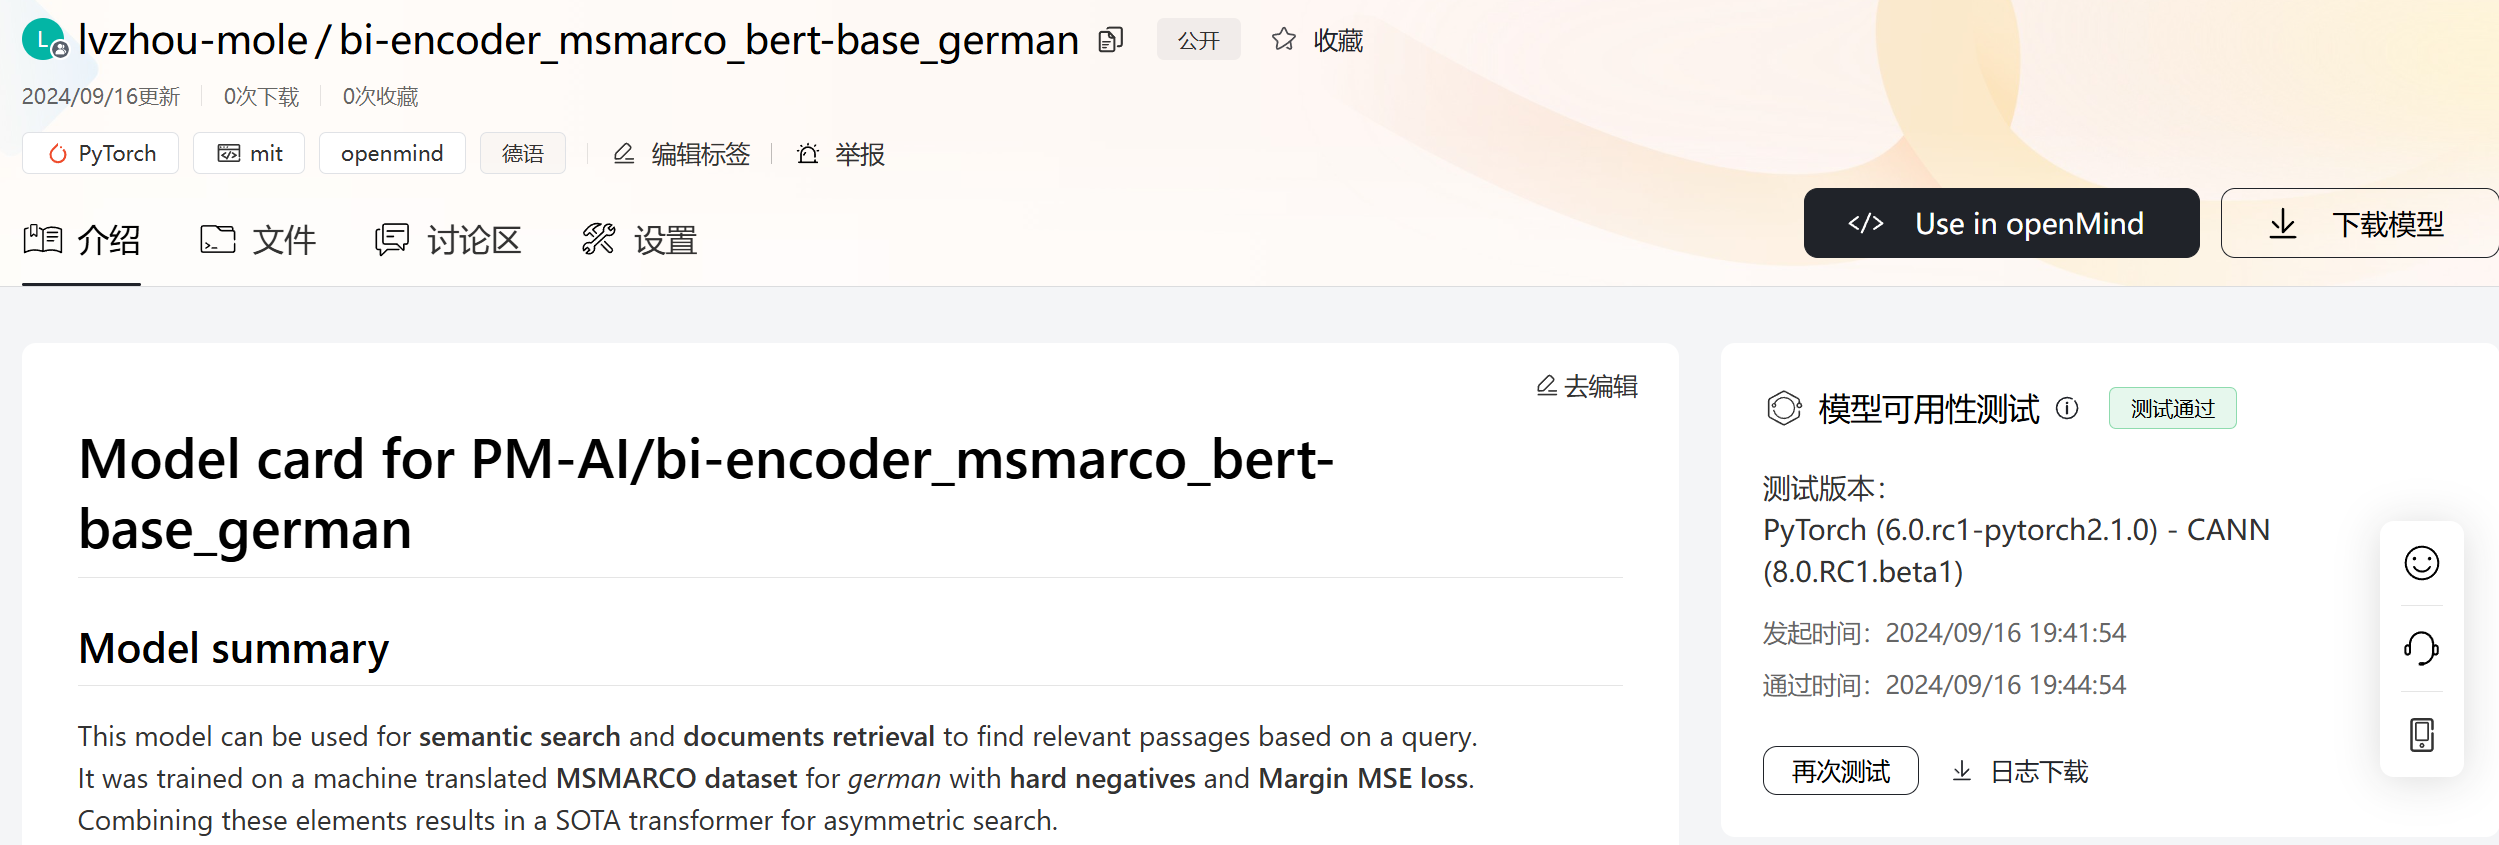 L lvzhou-mole / bi-encoder_msmarco_bert-base_german 公开 收藏
2024/09/16更新 0次下载 0次收藏
PyTorch mit openmind 德语 编辑标签 举报
介绍 文件 讨论区 设置
Use in openMind 下载模型
去编辑
Model card for PM-AI/bi-encoder_msmarco_bert-
base_german
Model summary
This model can be used for semantic search and documents retrieval to find relevant passages based on a query.
It was trained on a machine translated MSMARCO dataset for german with hard negatives and Margin MSE loss.
Combining these elements results in a SOTA transformer for asymmetric search.
模型可用性测试 测试通过
测试版本：
PyTorch (6.0.rc1-pytorch2.1.0) - CANN
(8.0.RC1.beta1)
发起时间：2024/09/16 19:41:54
通过时间：2024/09/16 19:44:54
再次测试 日志下载